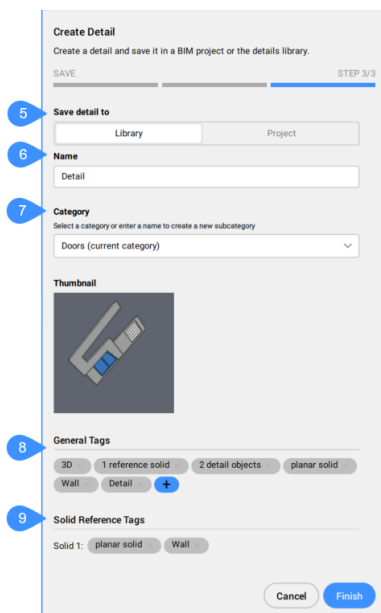 Create Detail
Create a detail and save it in a BIM project or the details library.
SAVE STEP 3/3
5 Save detail to
Library Project
6 Name
Detail
7 Category
Select a category or enter a name to create a new subcategory
Doors (current category)
Thumbnail
8 General Tags
3D × 1 reference solid × 2 detail objects × planar solid ×
Wall × Detail × +
9 Solid Reference Tags
Solid 1: planar solid × Wall ×
Cancel Finish